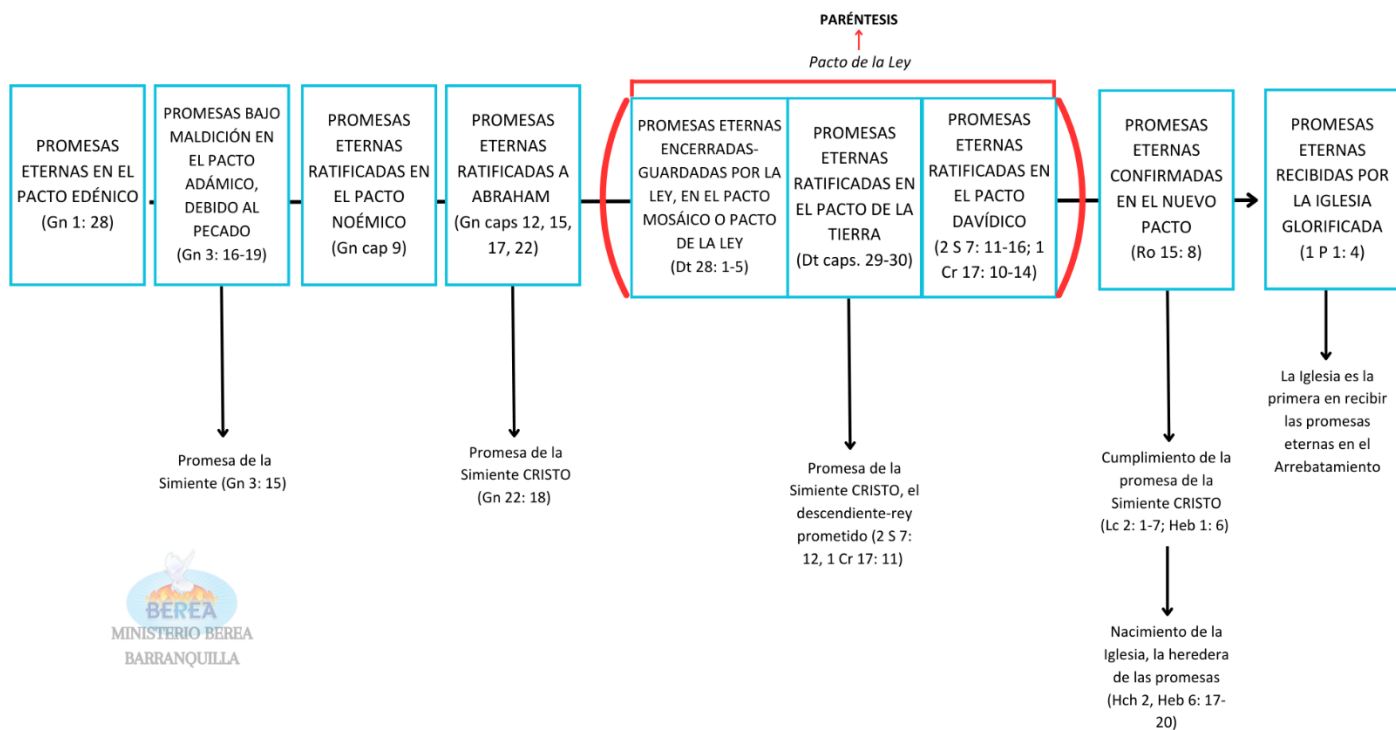 PARÉNTESIS
Pacto de la Ley
PROMESAS
ETERNAS EN EL
PACTO EDÉNICO
(Gn 1: 28)
PROMESAS BAJO
MALDICIÓN EN
EL PACTO
ADÁMICO,
DEBIDO AL
PECADO
(Gn 3: 16-19)
PROMESAS
ETERNAS
RATIFICADAS EN
EL PACTO
NOÉMICO
(Gn cap 9)
PROMESAS
ETERNAS
RATIFICADAS A
ABRAHAM
(Gn caps 12, 15,
17, 22)
PROMESAS ETERNAS
ENCERRADAS-
GUARDADAS POR LA
LEY, EN EL PACTO
MOSÁICO O PACTO
DE LA LEY
(Dt 28: 1-5)
PROMESAS
ETERNAS
RATIFICADAS EN
EL PACTO DE LA
TIERRA
(Dt caps. 29-30)
PROMESAS
ETERNAS
RATIFICADAS EN
EL PACTO
DAVÍDICO
(2 S 7: 11-16; 1
Cr 17: 10-14)
PROMESAS
ETERNAS
CONFIRMADAS
EN EL NUEVO
PACTO
(Ro 15: 8)
PROMESAS
ETERNAS
RECIBIDAS POR
LA IGLESIA
GLORIFICADA
(1 P 1: 4)
Promesa de la
Simiente (Gn 3: 15)
Promesa de la
Simiente CRISTO
(Gn 22: 18)
Promesa de la
Simiente CRISTO, el
descendiente-rey
prometido (2 S 7:
12, 1 Cr 17: 11)
Cumplimiento de la
promesa de la
Simiente CRISTO
(Lc 2: 1-7; Heb 1: 6)
Nacimiento de la
Iglesia, la heredera
de las promesas
(Hch 2, Heb 6: 17-
20)
La Iglesia es la
primera en recibir
las promesas
eternas en el
Arrebatamiento
BEREA
MINISTERIO BEREA
BARRANQUILLA